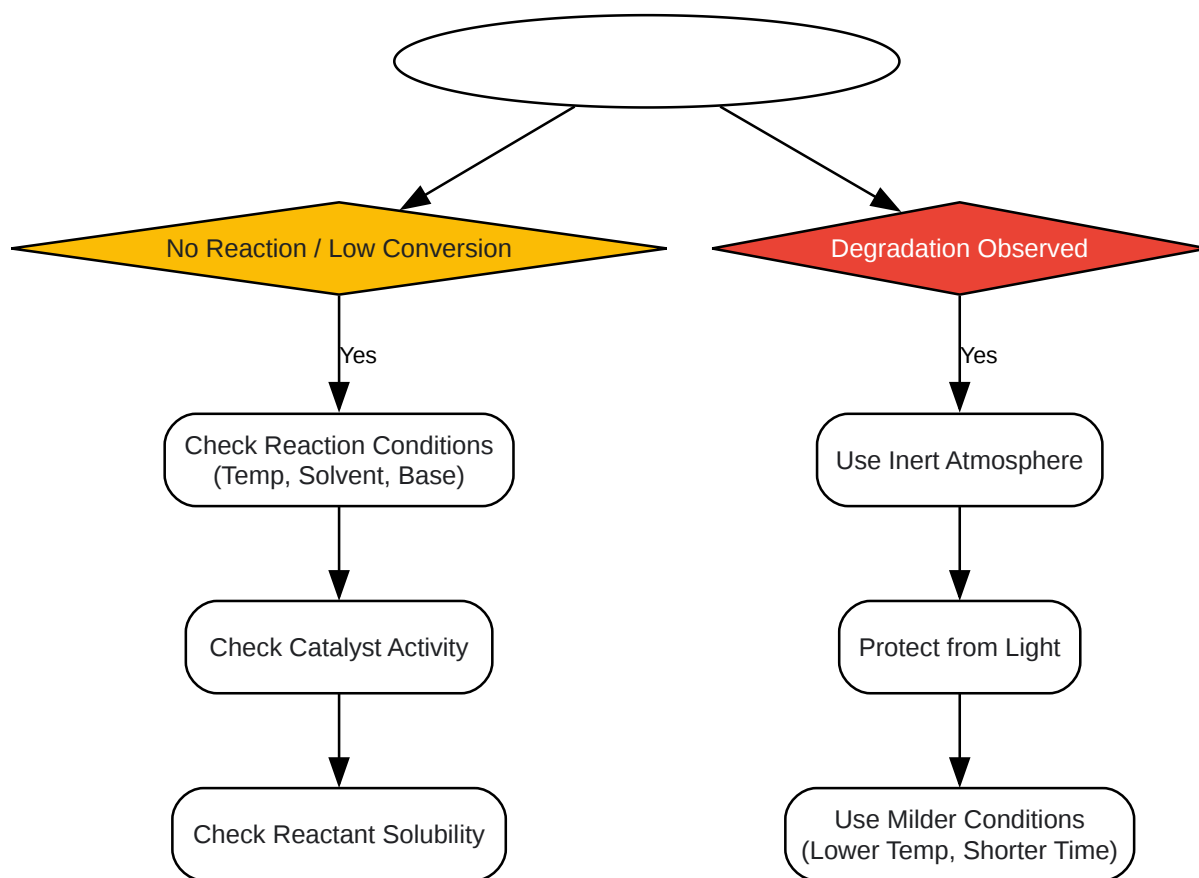 No Reaction / Low Conversion
Degradation Observed
Yes
Yes
Check Reaction Conditions
(Temp, Solvent, Base)
Use Inert Atmosphere
Check Catalyst Activity
Protect from Light
Check Reactant Solubility
Use Milder Conditions
(Lower Temp, Shorter Time)